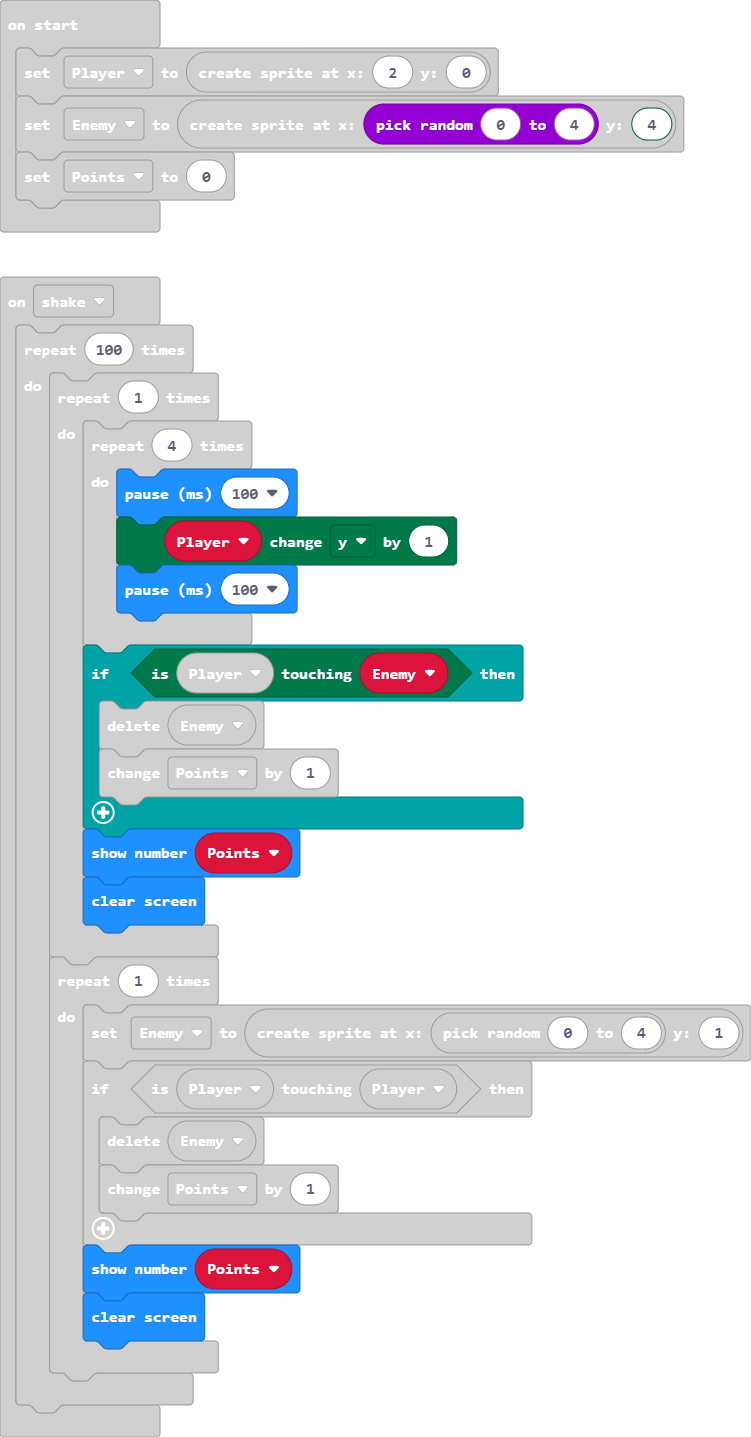 on start
set Player to create sprite at x: 2 y: 0
set Enemy to create sprite at x: pick random 0 to 4 y: 4
set Points to 0
on shake
repeat 100 times
do
repeat 1 times
do
repeat 4 times
do
pause (ms) 100
Player change y by 1
pause (ms) 100
if is Player touching Enemy then
delete Enemy
change Points by 1
show number Points
clear screen
repeat 1 times
do
set Enemy to create sprite at x: pick random 0 to 4 y: 1
if is Player touching Player then
delete Enemy
change Points by 1
show number Points
clear screen